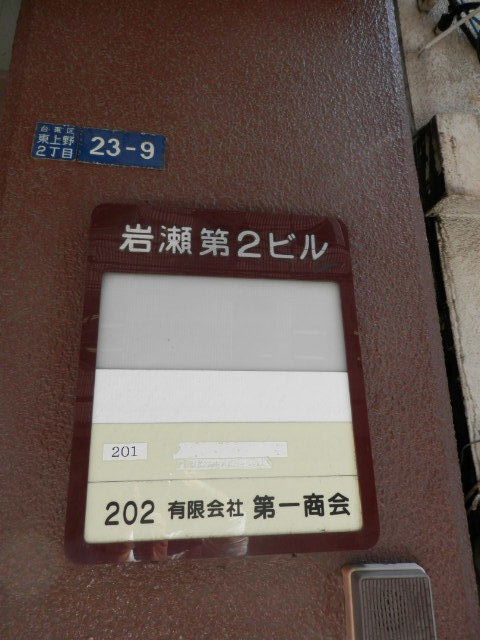 台東区
東上野
2丁目
23-9
岩瀬第2ビル
201
202 有限会社 第一商会